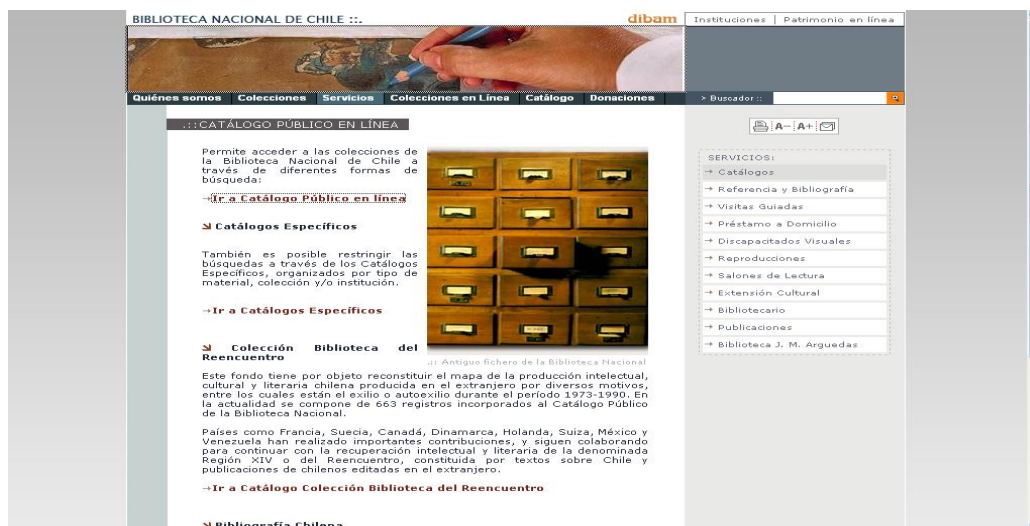 BIBLIOTECA NACIONAL DE CHILE ::.
dibam
Instituciones | Patrimonio en línea
Quiénes somos Colecciones Servicios Colecciones en Línea Catálogo Donaciones
> Buscador ::
.::CATÁLOGO PÚBLICO EN LÍNEA
Permite acceder a las colecciones de
la Biblioteca Nacional de Chile a
través de diferentes formas de
búsqueda:
→Ir a Catálogo Público en línea
Catálogos Específicos
También es posible restringir las
búsquedas a través de los Catálogos
Específicos, organizados por tipo de
material, colección y/o institución.
→Ir a Catálogos Específicos
Colección Biblioteca del
Reencuentro
.:: Antiguo fichero de la Biblioteca Nacional
Este fondo tiene por objeto reconstituir el mapa de la producción intelectual,
cultural y literaria chilena producida en el extranjero por diversos motivos,
entre los cuales están el exilio o autoexilio durante el período 1973-1990. En
la actualidad se compone de 663 registros incorporados al Catálogo Público
de la Biblioteca Nacional.
Países como Francia, Suecia, Canadá, Dinamarca, Holanda, Suiza, México y
Venezuela han realizado importantes contribuciones, y siguen colaborando
para continuar con la recuperación intelectual y literaria de la denominada
Región XIV o del Reencuentro, constituida por textos sobre Chile y
publicaciones de chilenos editadas en el extranjero.
→Ir a Catálogo Colección Biblioteca del Reencuentro
Bibliografía Chilena
A- A+
SERVICIOS:
→ Catálogos
→ Referencia y Bibliografía
→ Visitas Guiadas
→ Préstamo a Domicilio
→ Discapacitados Visuales
→ Reproducciones
→ Salones de Lectura
→ Extensión Cultural
→ Bibliotecario
→ Publicaciones
→ Biblioteca J. M. Arguedas